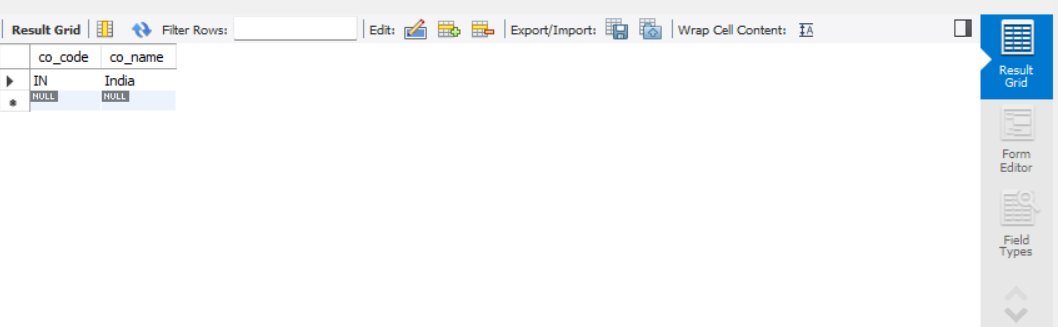 Result Grid Filter Rows: Edit: Export/Import: Wrap Cell Content: IA
co_code co_name
IN India
NULL NULL
Result
Grid
Form
Editor
Field
Types